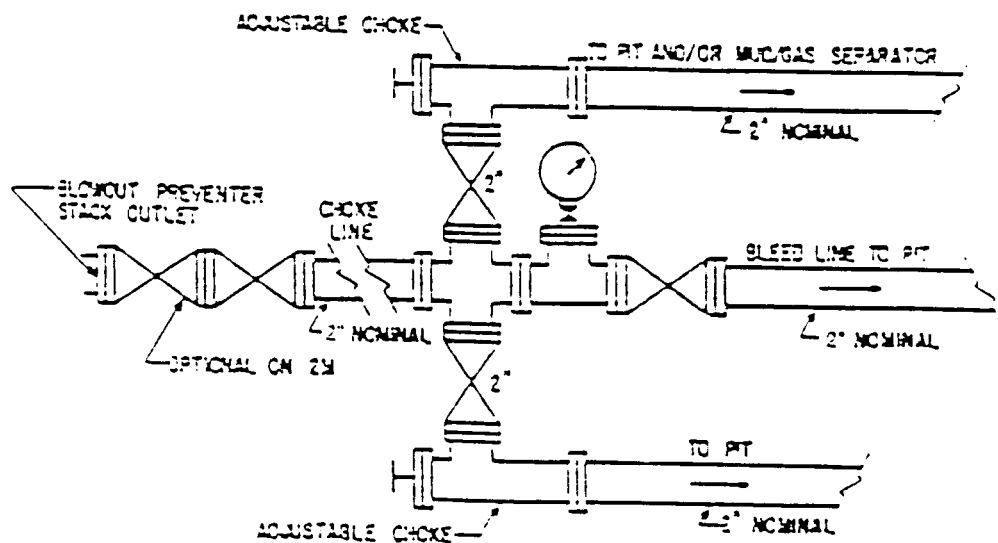 ADJUSTABLE CHOKE
TO PIT AND/OR MUD/GAS SEPARATOR
2" NOMINAL
2"
BLOWOUT PREVENTER
STACK OUTLET
CHOKE
LINE
BLEED LINE TO PIT
2" NOMINAL
2" NOMINAL
OPTIONAL ON 2M
2"
TO PIT
2" NOMINAL
ADJUSTABLE CHOKE